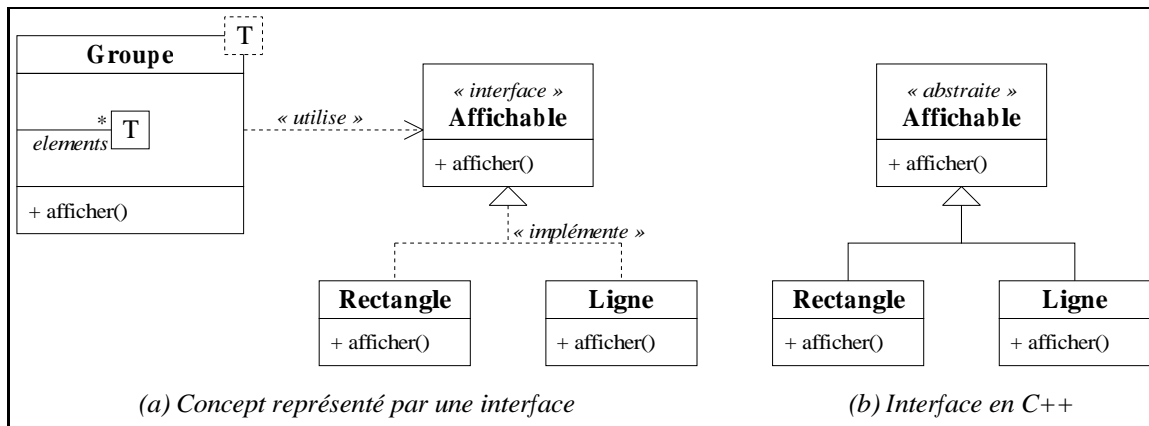 T
Groupe
* T
elements
+ afficher()
« utilise »
« interface »
Affichable
+ afficher()
« implémente »
Rectangle
+ afficher()
Ligne
+ afficher()
(a) Concept représenté par une interface
« abstraite »
Affichable
+ afficher()
Rectangle
+ afficher()
Ligne
+ afficher()
(b) Interface en C++